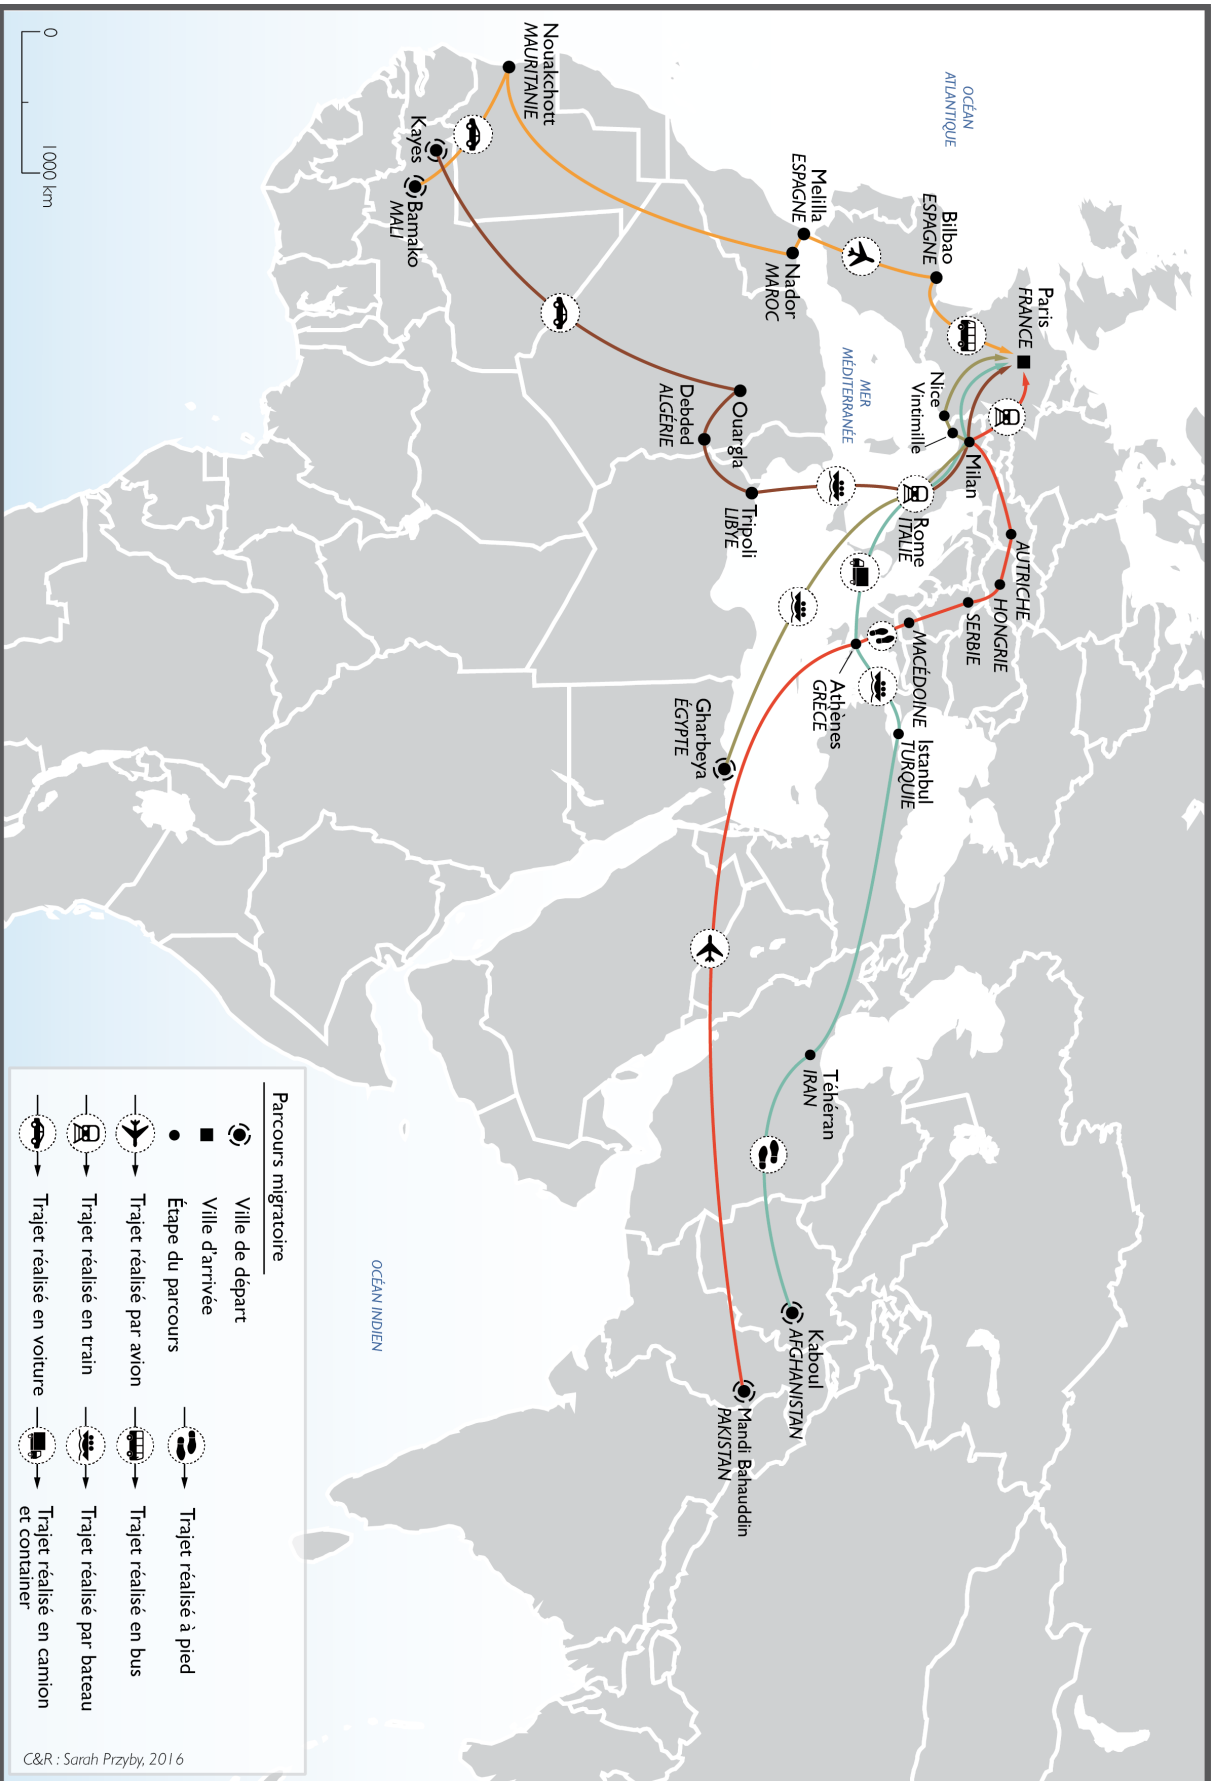 OCÉAN
ATLANTIQUE
Paris
FRANCE
Bilbao
ESPAGNE
Melilla
ESPAGNE
Nador
MAROC
Nouakchott
MAURITANIE
Kayes
Bamako
MALI
Nice
Vintimille
Milan
MER
MÉDITERRANÉE
Ouargla
Debded
ALGÉRIE
Tripoli
LIBYE
Rome
ITALIE
AUTRICHE
HONGRIE
SERBIE
MACÉDOINE
Athènes
GRÈCE
Istanbul
TURQUIE
Gharbeya
ÉGYPTE
Téhéran
IRAN
Kaboul
AFGHANISTAN
Mandi Bahauddin
PAKISTAN
OCÉAN INDIEN
0
1000 km
Parcours migratoire
Ville de départ
Ville d'arrivée
Étape du parcours
Trajet réalisé par avion
Trajet réalisé en train
Trajet réalisé en voiture
Trajet réalisé à pied
Trajet réalisé en bus
Trajet réalisé par bateau
Trajet réalisé en camion
et container
C&R : Sarah Przyby, 2016